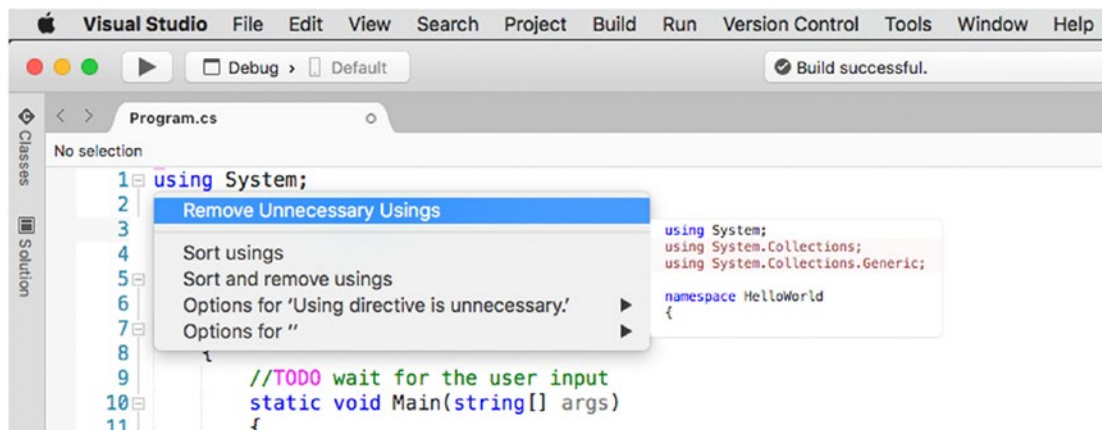 Visual Studio File Edit View Search Project Build Run Version Control Tools Window Help
Debug › Default
Build successful.
Program.cs
Classes
Solution
No selection
1 using System;
2
Remove Unnecessary Usings
3
4 Sort usings
5 Sort and remove usings
6 Options for 'Using directive is unnecessary.'
7 Options for ''
using System;
using System.Collections;
using System.Collections.Generic;
namespace HelloWorld
{
8 {
9 //TODO wait for the user input
10 static void Main(string[] args)
11 {